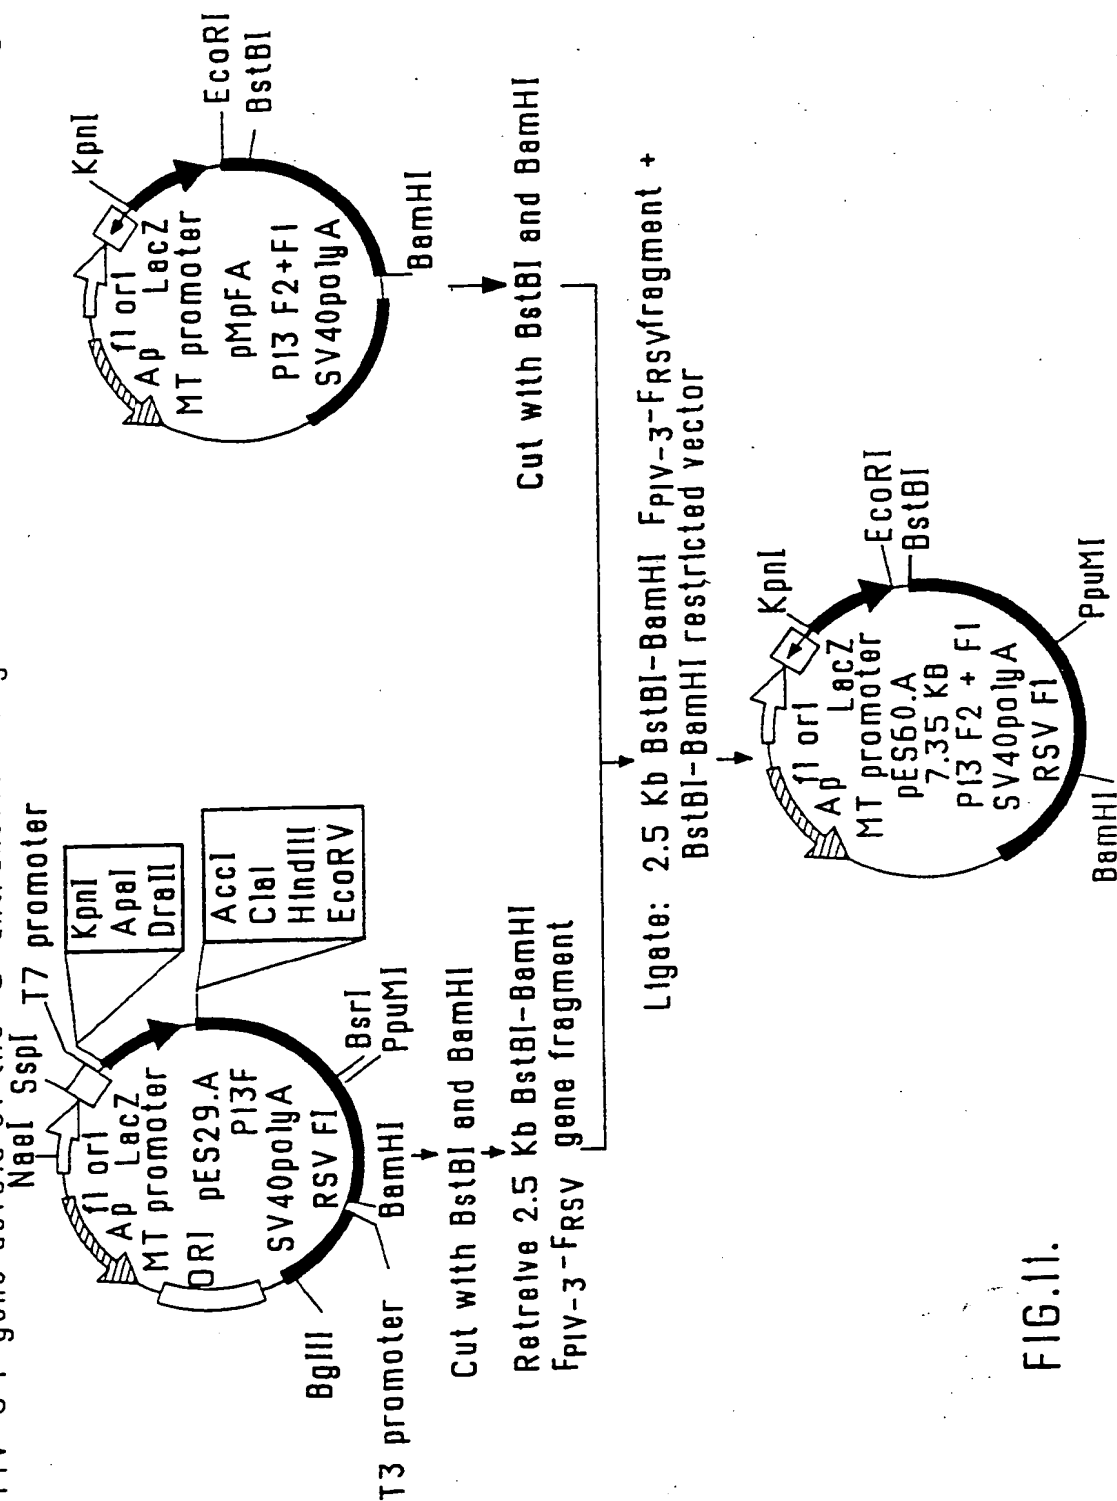 NaeI
SspI
T7 promoter
KpnI
ApaI
DraII
AccI
ClaI
HindIII
EcoRV
f1 ori
Ap LacZ
MT promoter
ORI
pES29.A
PI3F
SV40polyA
RSV F1
BsrI
PpuMI
BamHI
BglII
T3 promoter
Cut with BstBI and BamHI
Retreive 2.5 Kb BstBI-BamHI
FPIV-3-FRSV gene fragment
KpnI
EcoRI
BstBI
f1 ori
Ap LacZ
MT promoter
pMpFA
PI3 F2+F1
SV40polyA
BamHI
Cut with BstBI and BamHI
Ligate: 2.5 Kb BstBI-BamHI FPIV-3-FRSVfragment +
BstBI-BamHI restricted vector
KpnI
EcoRI
BstBI
f1 ori
Ap LacZ
MT promoter
pES60.A
7.35 KB
PI3 F2 + F1
SV40polyA
RSV F1
PpuMI
BamHI
FIG.11.